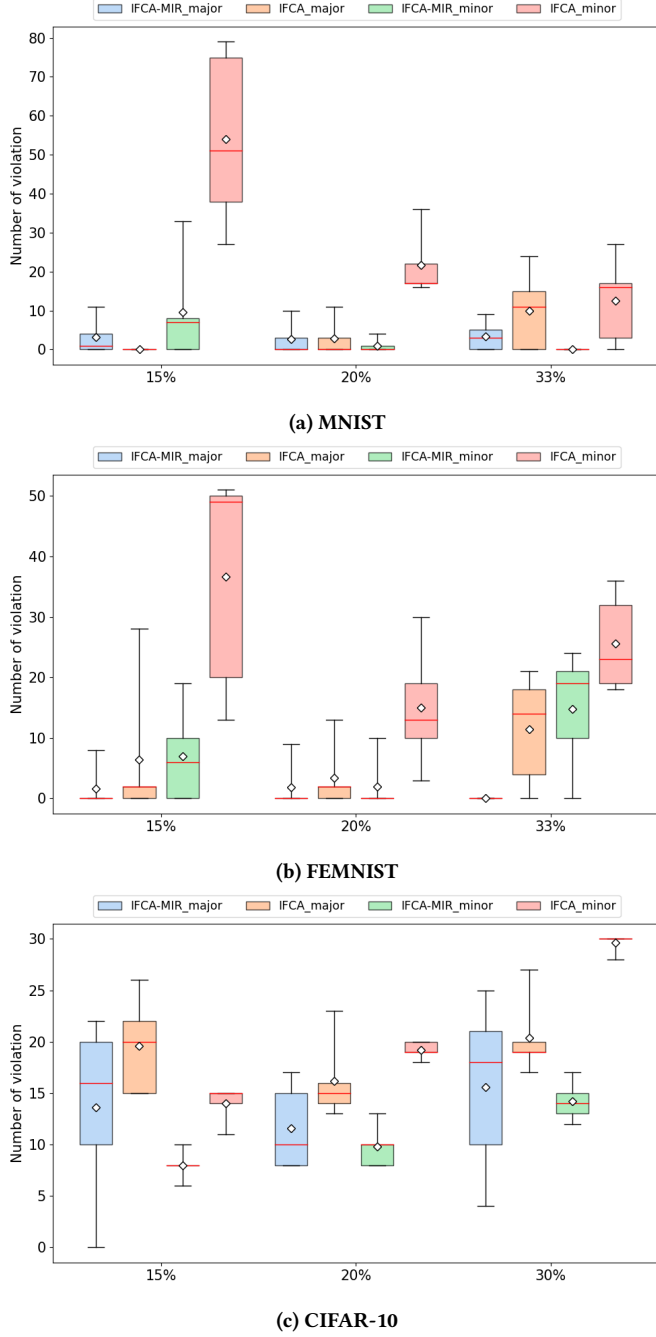 IFCA-MIR_major IFCA_major IFCA-MIR_minor IFCA_minor
Number of violation
80
70
60
50
40
30
20
10
0
15% 20% 33%
(a) MNIST
IFCA-MIR_major IFCA_major IFCA-MIR_minor IFCA_minor
Number of violation
50
40
30
20
10
0
15% 20% 33%
(b) FEMNIST
IFCA-MIR_major IFCA_major IFCA-MIR_minor IFCA_minor
Number of violation
30
25
20
15
10
5
0
15% 20% 30%
(c) CIFAR-10